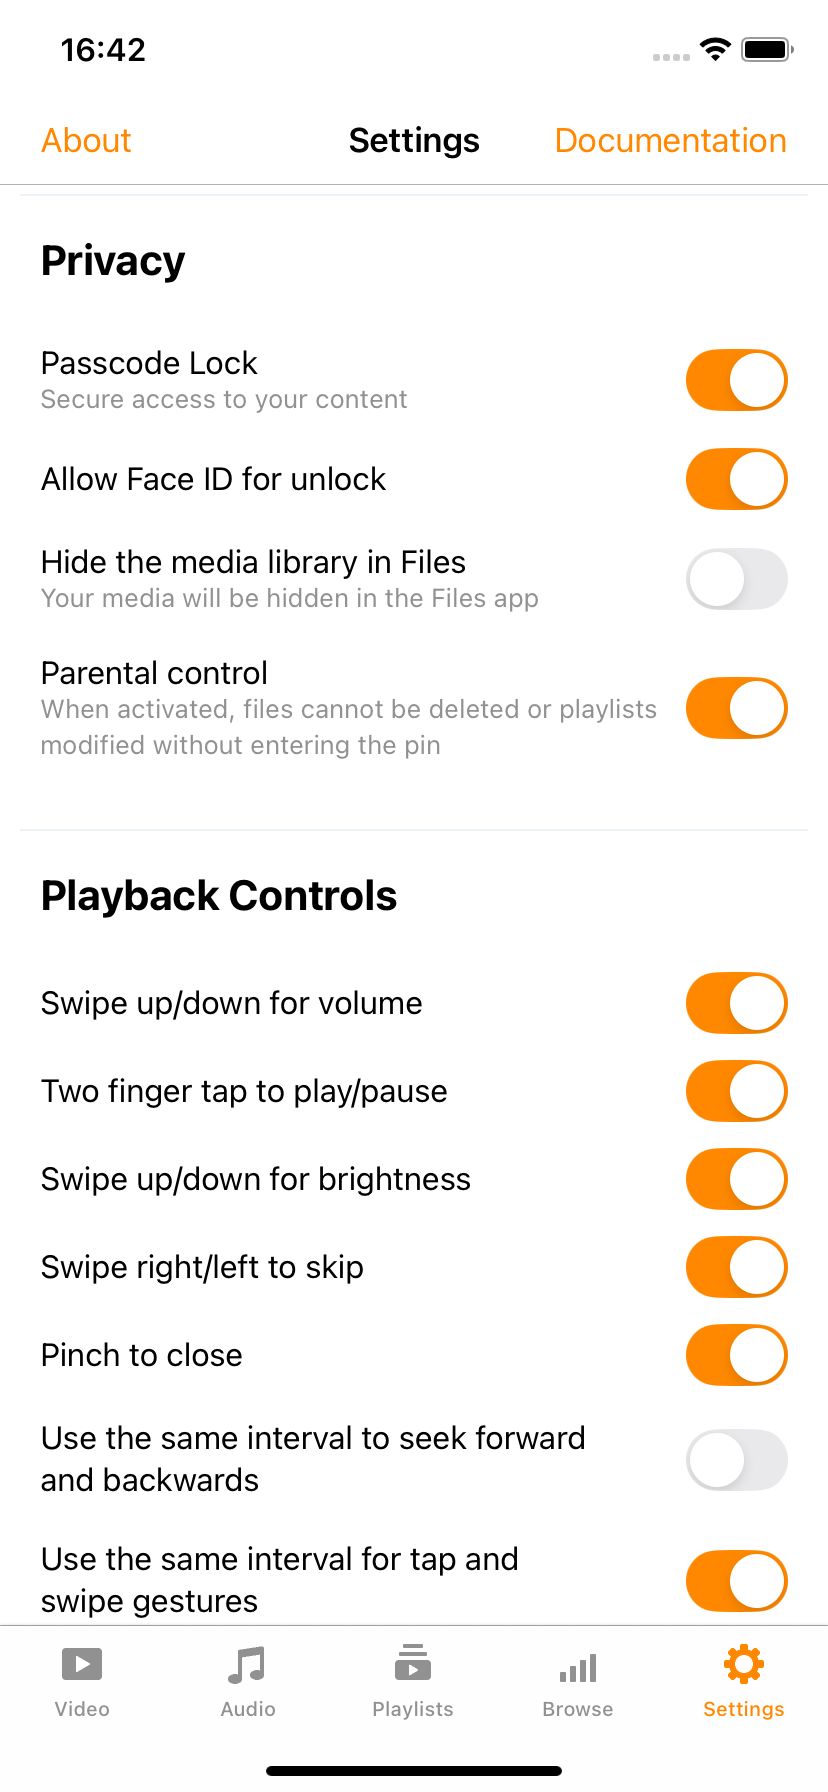 16:42
About
Settings
Documentation
Privacy
Passcode Lock
Secure access to your content
Allow Face ID for unlock
Hide the media library in Files
Your media will be hidden in the Files app
Parental control
When activated, files cannot be deleted or playlists
modified without entering the pin
Playback Controls
Swipe up/down for volume
Two finger tap to play/pause
Swipe up/down for brightness
Swipe right/left to skip
Pinch to close
Use the same interval to seek forward
and backwards
Use the same interval for tap and
swipe gestures
Video
Audio
Playlists
Browse
Settings